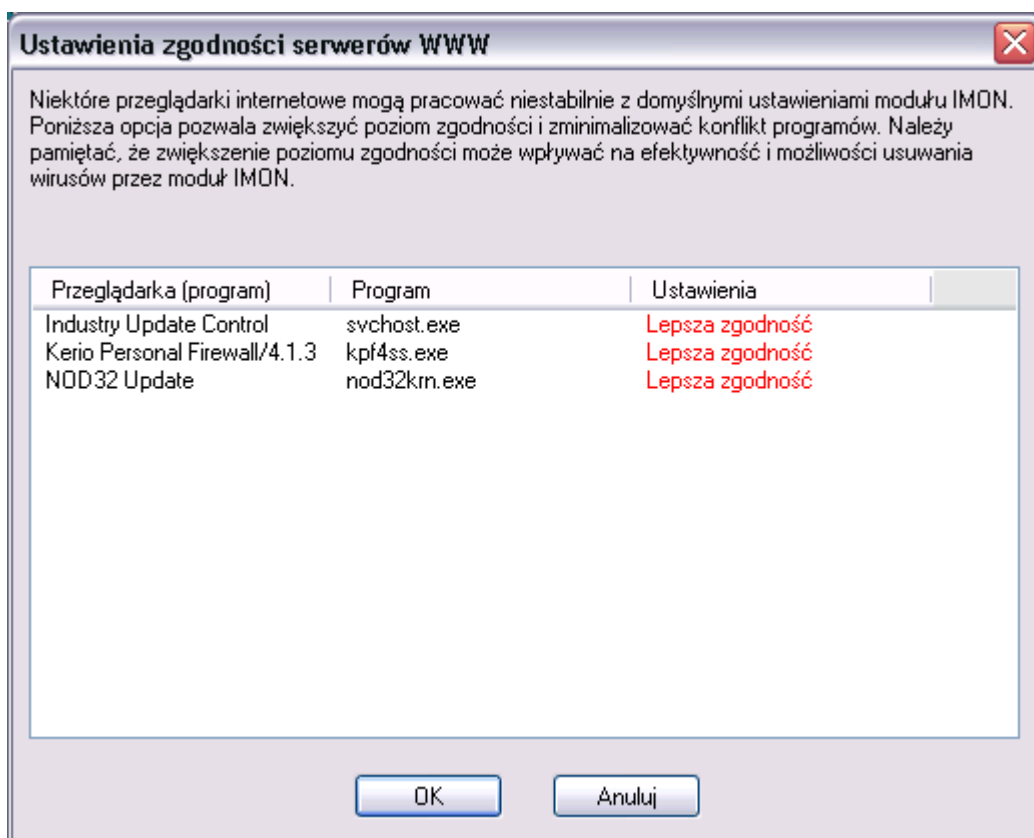 Ustawienia zgodności serwerów WWW
Niektóre przeglądarki internetowe mogą pracować niestabilnie z domyślnymi ustawieniami modułu IMON.
Poniższa opcja pozwala zwiększyć poziom zgodności i zminimalizować konflikt programów. Należy
pamiętać, że zwiększenie poziomu zgodności może wpływać na efektywność i możliwości usuwania
wirusów przez moduł IMON.
Przeglądarka (program) Program Ustawienia
Industry Update Control svchost.exe Lepsza zgodność
Kerio Personal Firewall/4.1.3 kpf4ss.exe Lepsza zgodność
NOD32 Update nod32krn.exe Lepsza zgodność
OK Anuluj